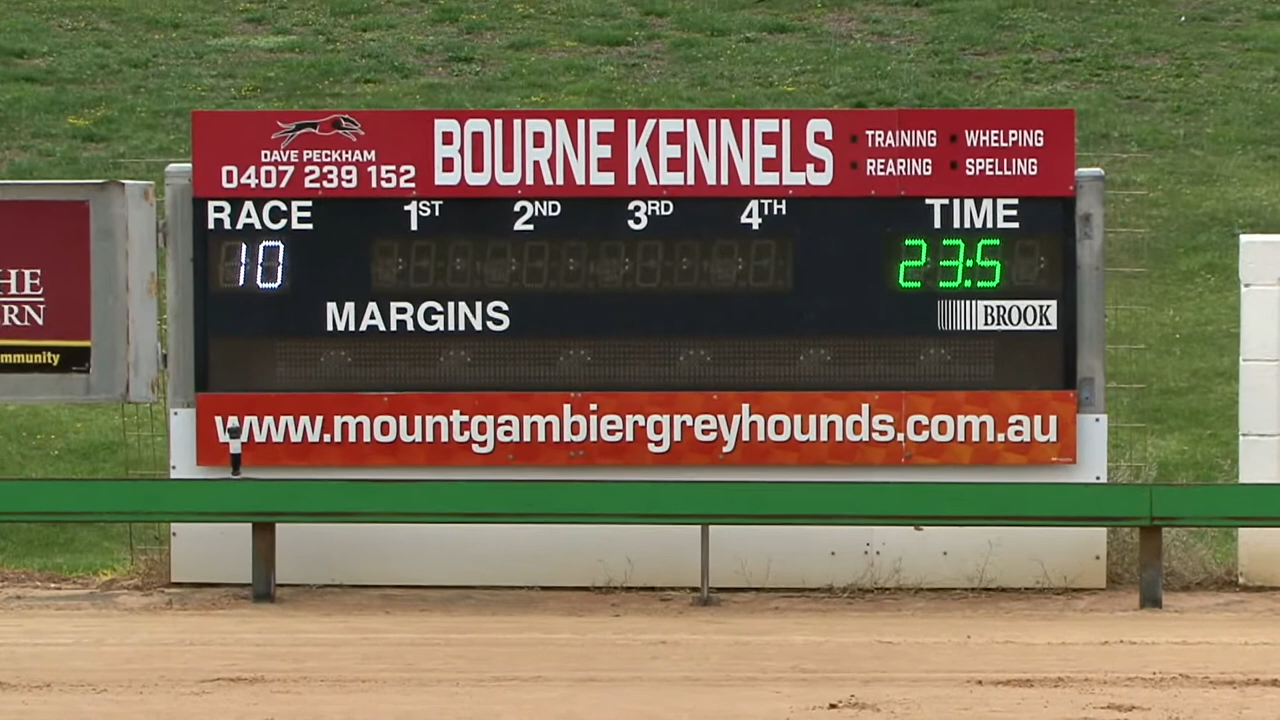 DAVE PECKHAM
0407 239 152
BOURNE KENNELS
TRAINING
WHELPING
REARING
SPELLING
RACE 1ST 2ND 3RD 4TH TIME
10 23:5
MARGINS
BROOK
www.mountgambiergreyhounds.com.au
HE
RN
mmunity